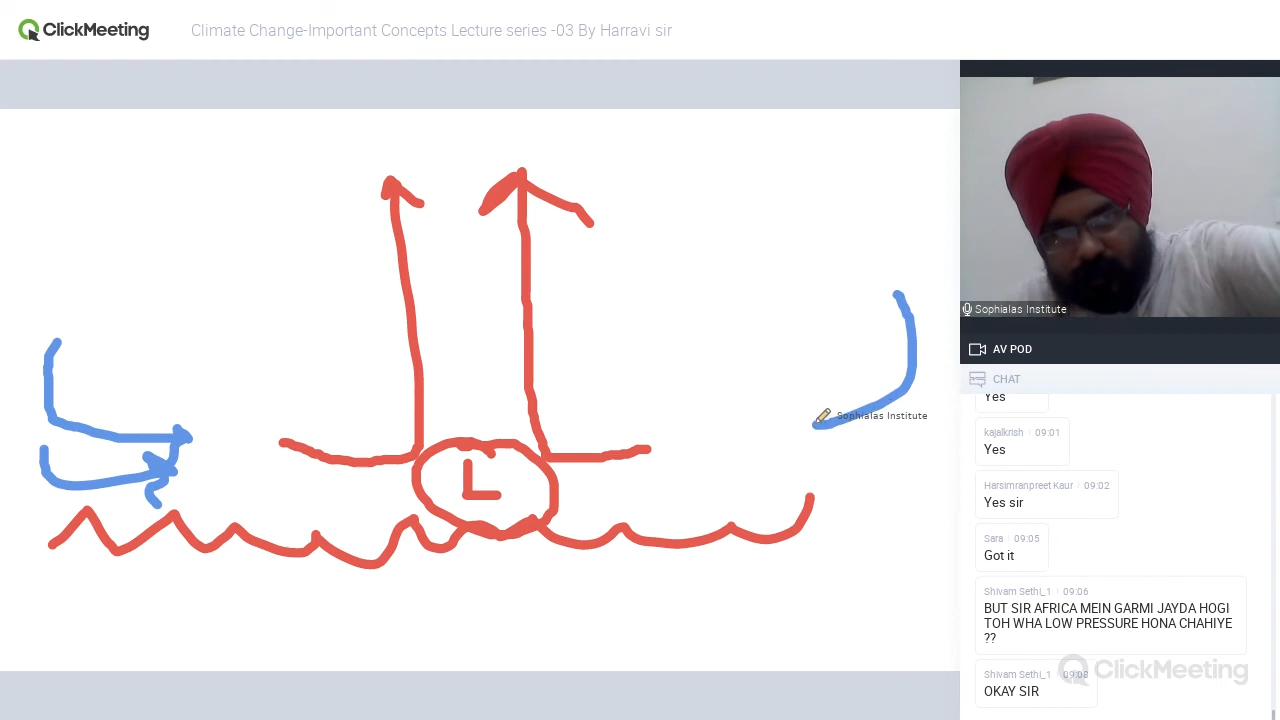 ClickMeeting
Climate Change-Important Concepts Lecture series -03 By Harravi sir
Sophialas Institute
AV POD
CHAT
Yes
kajalkrish 09:01
Yes
Harsimranpreet Kaur 09:02
Yes sir
Sara 09:05
Got it
Shivam Sethi_1 09:06
BUT SIR AFRICA MEIN GARMI JAYDA HOGI
TOH WHA LOW PRESSURE HONA CHAHIYE
??
Shivam Sethi_1 09:08
OKAY SIR
ClickMeeting
Sophialas Institute
L